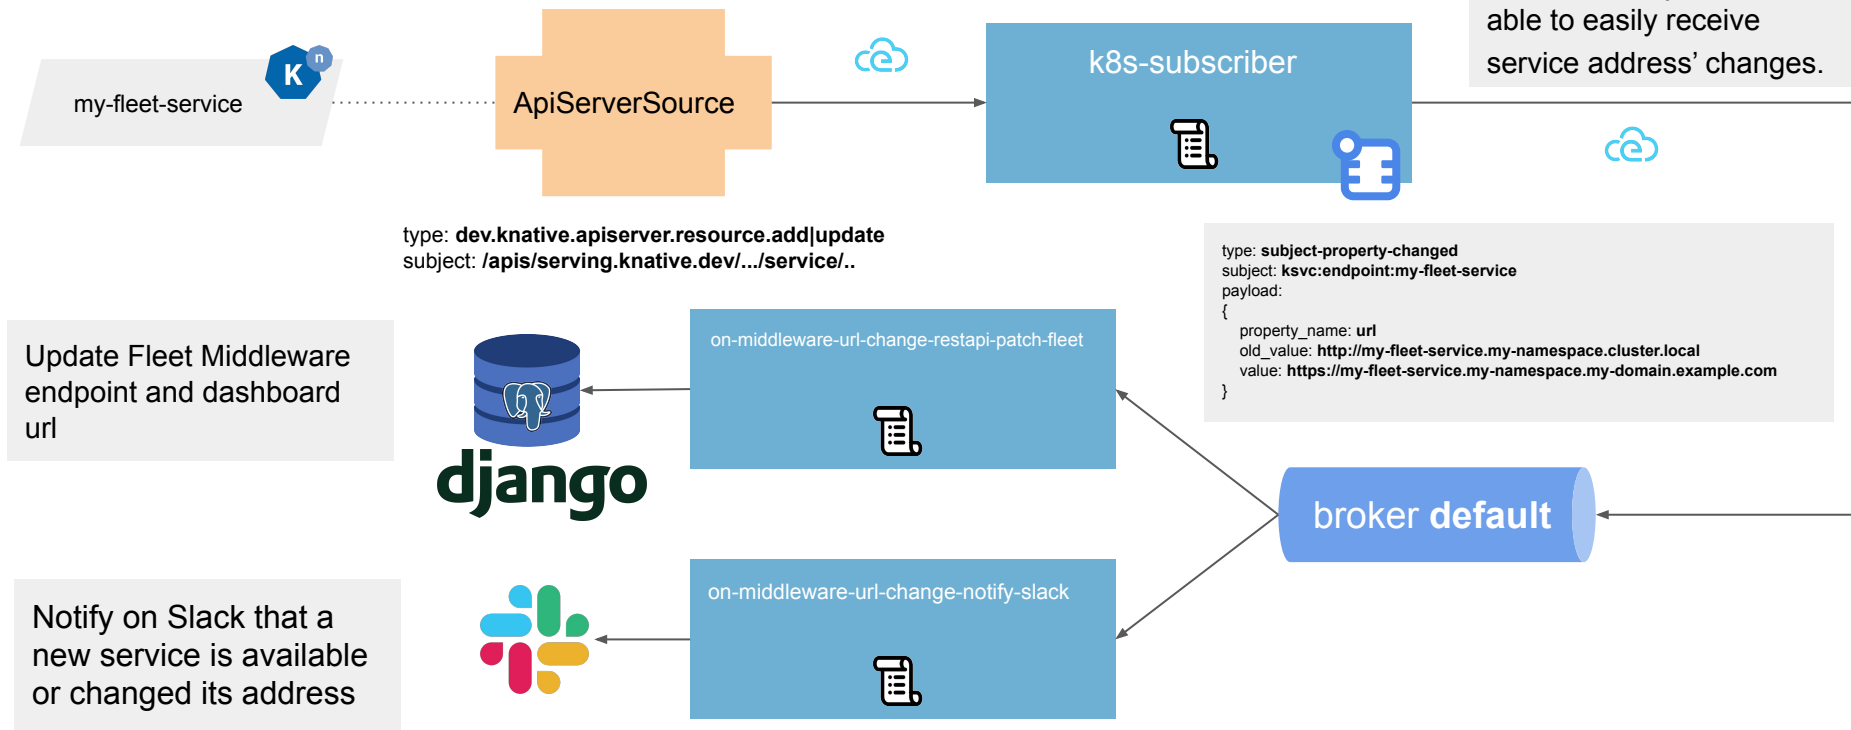 able to easily receive
service address’ changes.
my-fleet-service
K
n
ApiServerSource
k8s-subscriber
type: dev.knative.apiserver.resource.add|update
subject: /apis/serving.knative.dev/.../service/..
type: subject-property-changed
subject: ksvc:endpoint:my-fleet-service
payload:
{
property_name: url
old_value: http://my-fleet-service.my-namespace.cluster.local
value: https://my-fleet-service.my-namespace.my-domain.example.com
}
Update Fleet Middleware
endpoint and dashboard
url
django
on-middleware-url-change-restapi-patch-fleet
broker default
Notify on Slack that a
new service is available
or changed its address
on-middleware-url-change-notify-slack